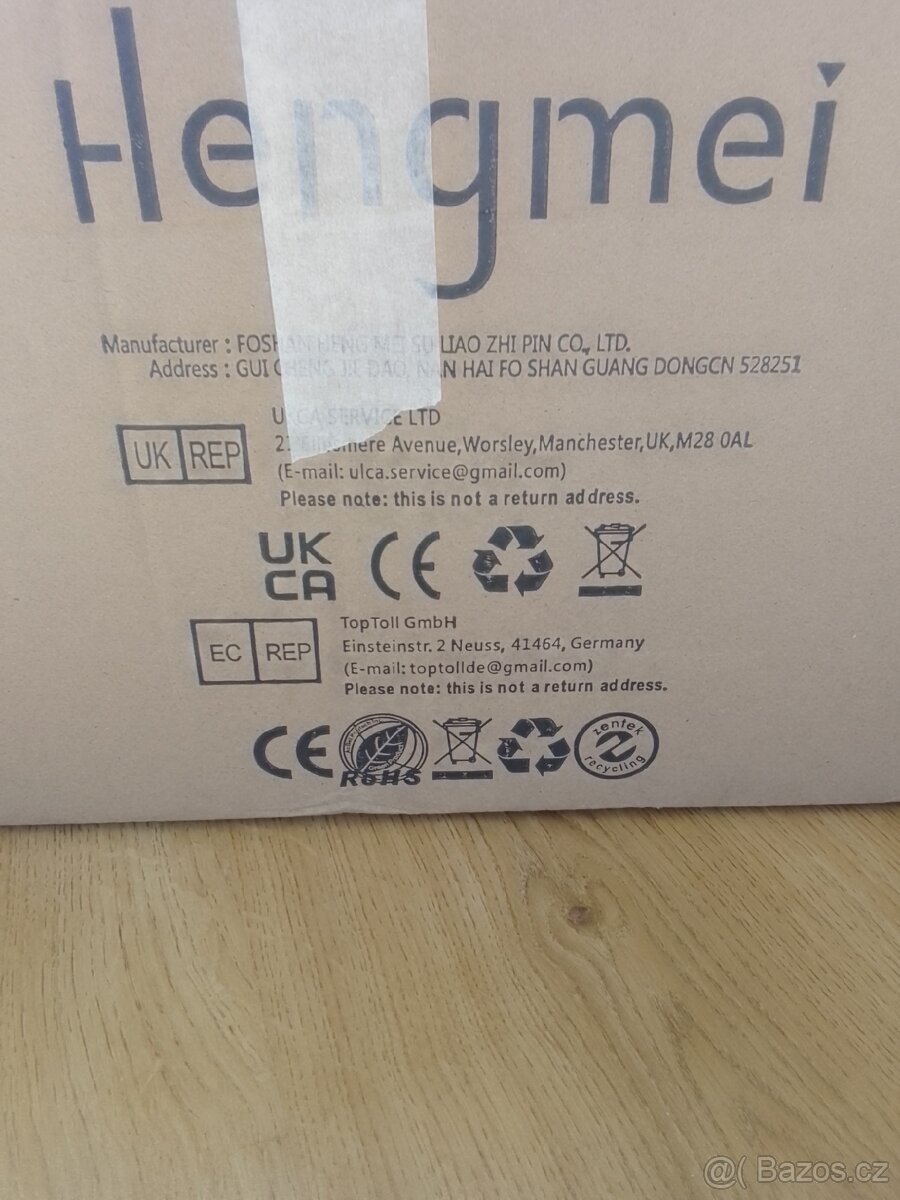 Hengmei
Manufacturer : FOSHAN HENG MEI SU LIAO ZHI PIN CO., LTD.
Address : GUI CHENG DAO, NAN HAI FO SHAN GUANG DONGCN 528251
UK REP
SERVICE LTD
Avenue,Worsley,Manchester,UK,M28 0AL
(E-mail: ulca.service@gmail.com)
Please note: this is not a return address.
UK
CA
CE
EC REP
TopToll GmbH
Einsteinstr. 2 Neuss, 41464, Germany
(E-mail: toptollde@gmail.com)
Please note: this is not a return address.
CE
RoHS
zentek
recycling
@( Bazos.cz